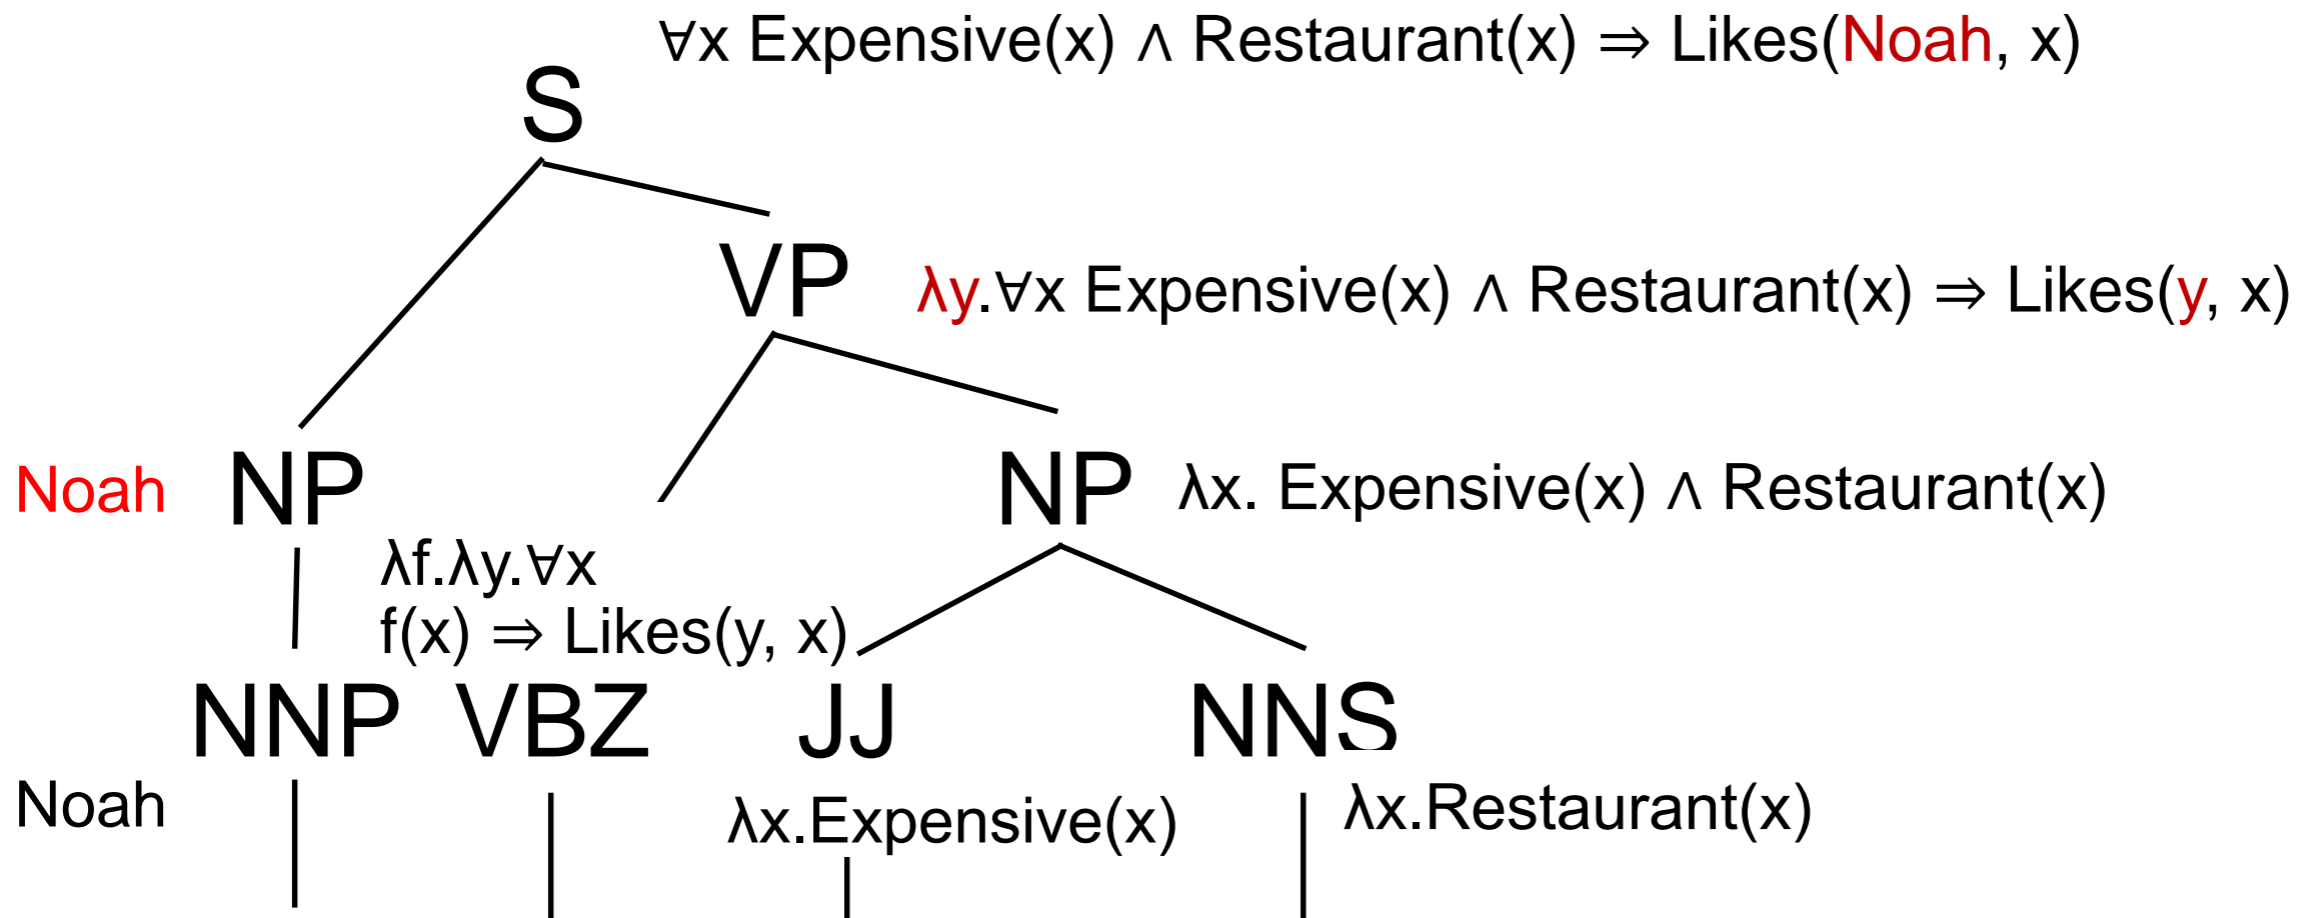 ∀x Expensive(x) ∧ Restaurant(x) ⇒ Likes(Noah, x)
S
VP λy.∀x Expensive(x) ∧ Restaurant(x) ⇒ Likes(y, x)
Noah NP NP λx. Expensive(x) ∧ Restaurant(x)
λf.λy.∀x
f(x) ⇒ Likes(y, x)
NNP VBZ JJ NNS
Noah λx.Expensive(x) λx.Restaurant(x)